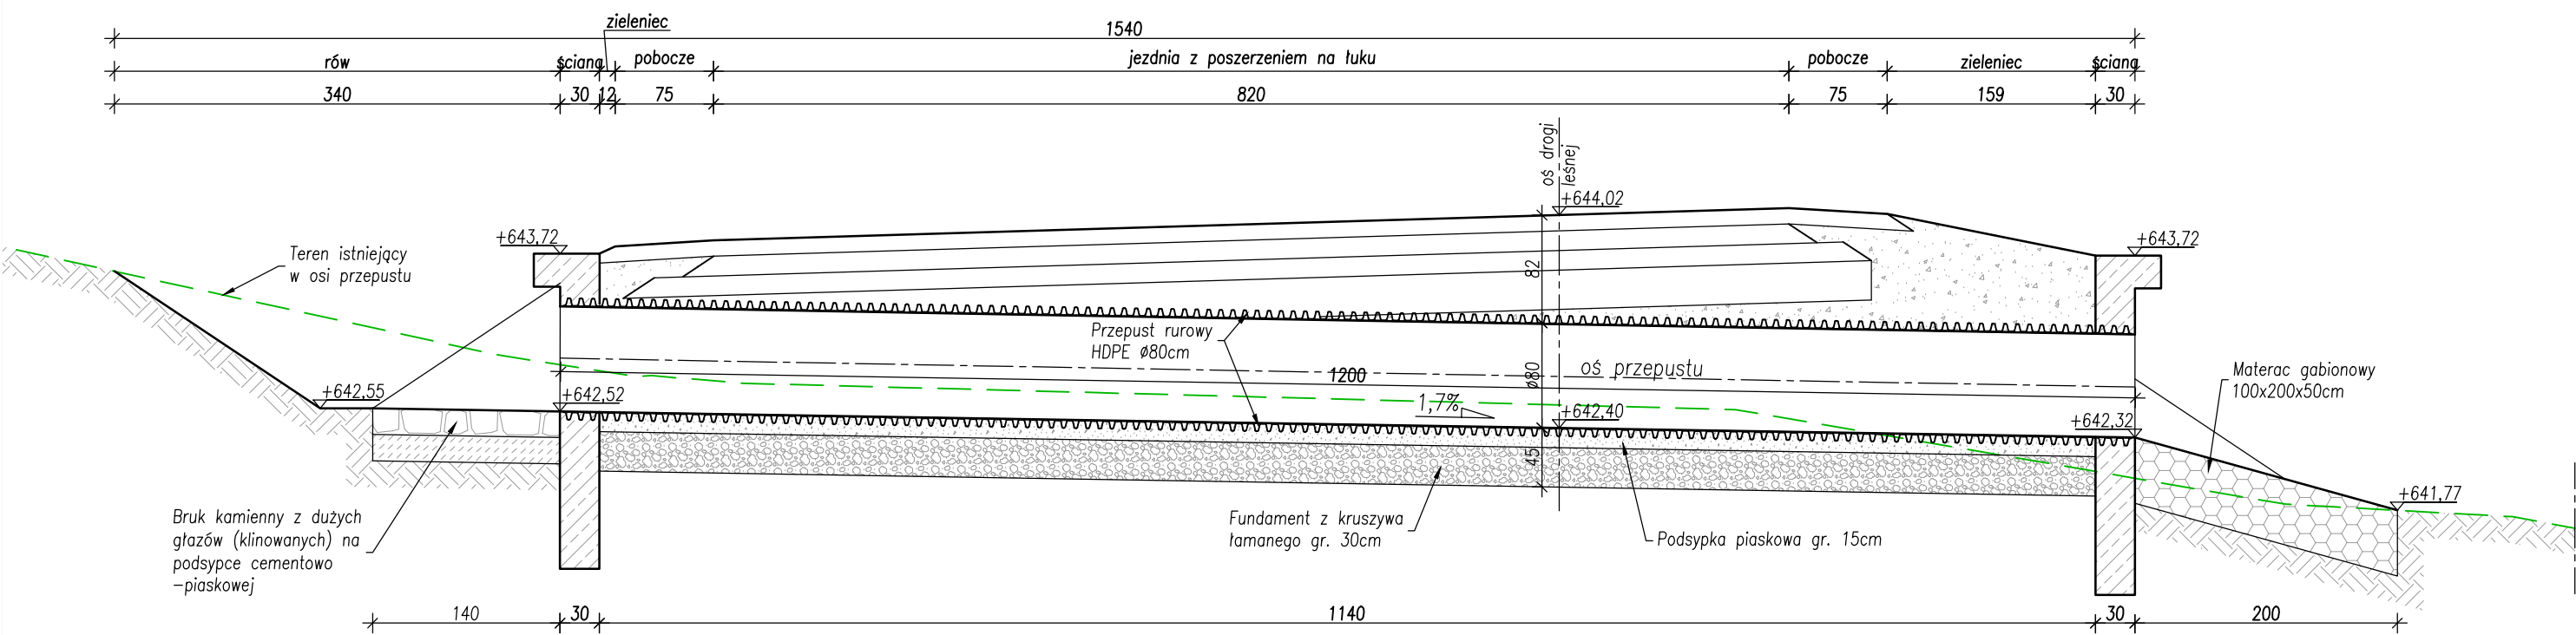 zieleniec
1540
rów
ściana
pobocze
jezdnia z poszerzeniem na łuku
pobocze
zieleniec
ściana
340
30
12
75
820
75
159
30
oś drogi
leśnej
+644,02
+643,72
+643,72
Teren istniejący
w osi przepustu
82
Przepust rurowy
HDPE ø80cm
1200
ø80
oś przepustu
Materac gabionowy
100x200x50cm
+642,55
+642,52
1,7%
+642,40
+642,32
45
+641,77
Bruk kamienny z dużych
głazów (klinowanych) na
podsypce cementowo
-piaskowej
Fundament z kruszywa
łamanego gr. 30cm
Podsypka piaskowa gr. 15cm
140
30
1140
30
200